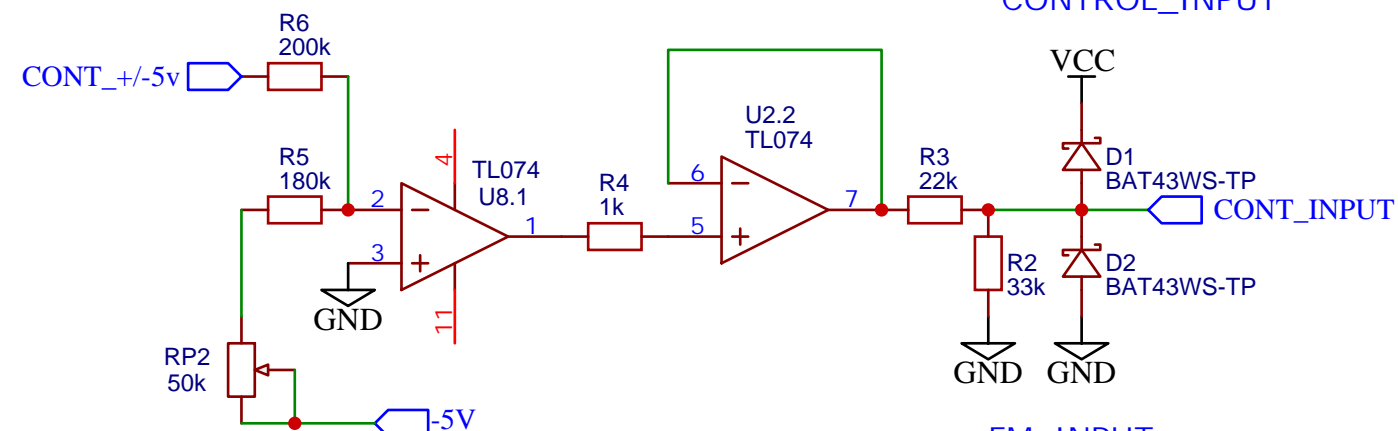 CONTROL_INPUT
R6
200k
CONT_+/-5v
VCC
U2.2
TL074
R5
180k
4
TL074
U8.1
R4
1k
6
R3
22k
D1
BAT43WS-TP
2
1
5
7
CONT_INPUT
3
R2
33k
D2
BAT43WS-TP
GND
11
RP2
50k
GND
GND
-5V
FM_INPUT